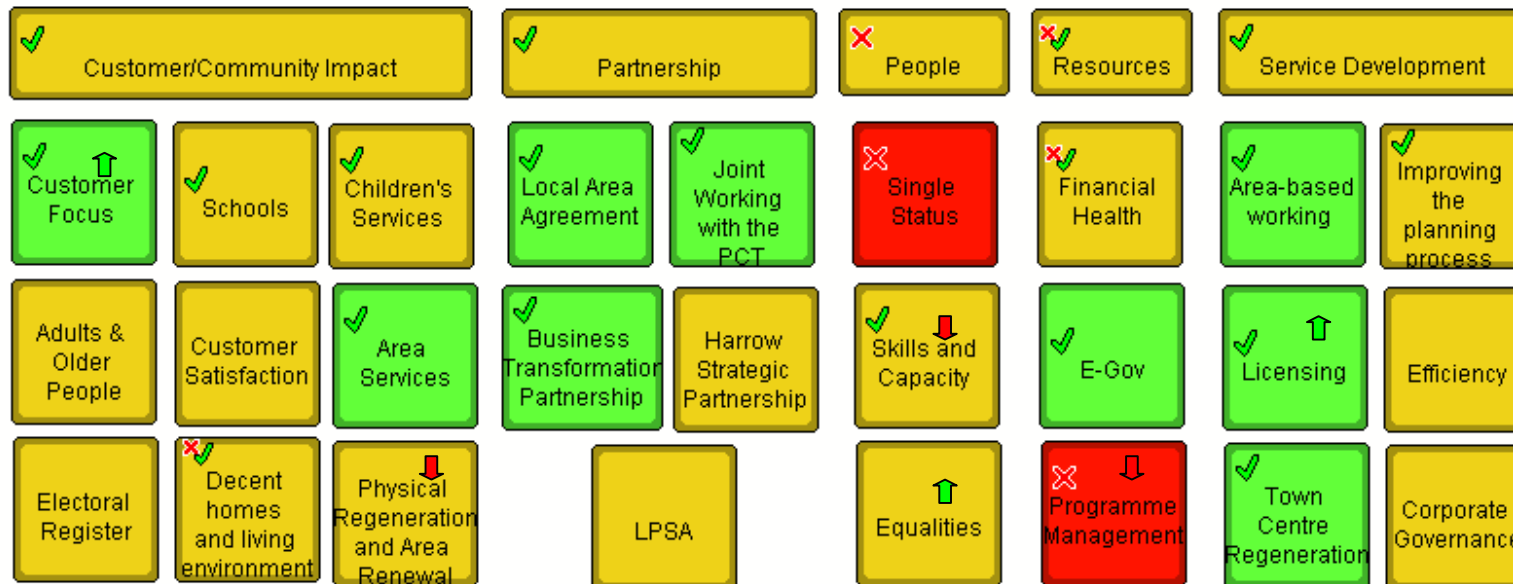 Customer/Community Impact
Partnership
People
Resources
Service Development
Customer
Focus
Schools
Children's
Services
Local Area
Agreement
Joint
Working
with the
PCT
Single
Status
Financial
Health
Area-based
working
Improving
the
planning
process
Adults &
Older
People
Customer
Satisfaction
Area
Services
Business
Transformation
Partnership
Harrow
Strategic
Partnership
Skills and
Capacity
E-Gov
Licensing
Efficiency
Electoral
Register
Decent
homes
and living
environment
Physical
Regeneration
and Area
Renewal
LPSA
Equalities
Programme
Management
Town
Centre
Regeneration
Corporate
Governance